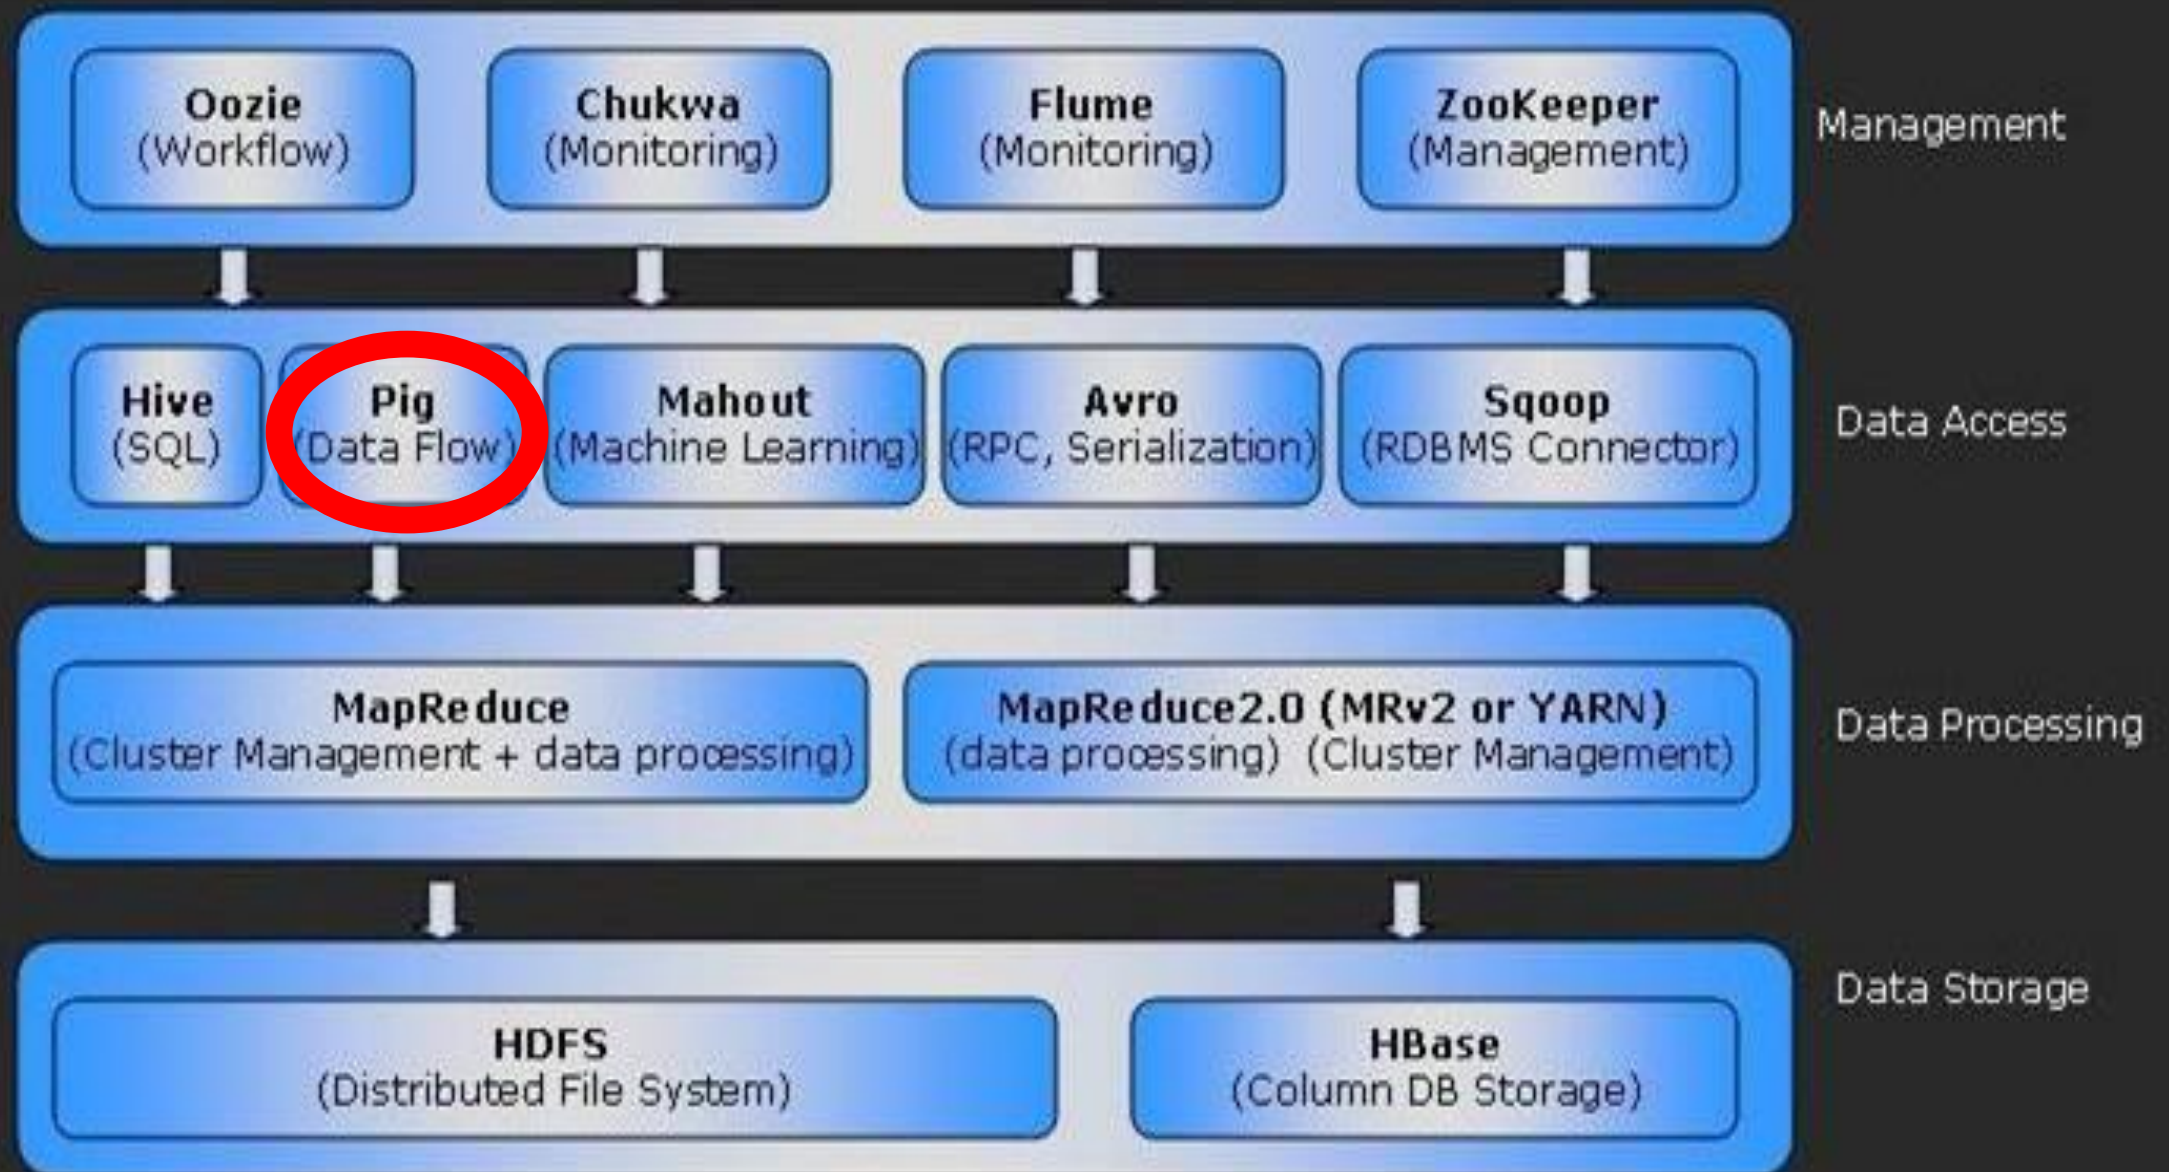 Oozie
(Workflow)
Chukwa
(Monitoring)
Flume
(Monitoring)
ZooKeeper
(Management)
Management
Hive
(SQL)
Pig
(Data Flow)
Mahout
(Machine Learning)
Avro
(RPC, Serialization)
Sqoop
(RDBMS Connector)
Data Access
MapReduce
(Cluster Management + data processing)
MapReduce2.0 (MRv2 or YARN)
(data processing) (Cluster Management)
Data Processing
HDFS
(Distributed File System)
HBase
(Column DB Storage)
Data Storage